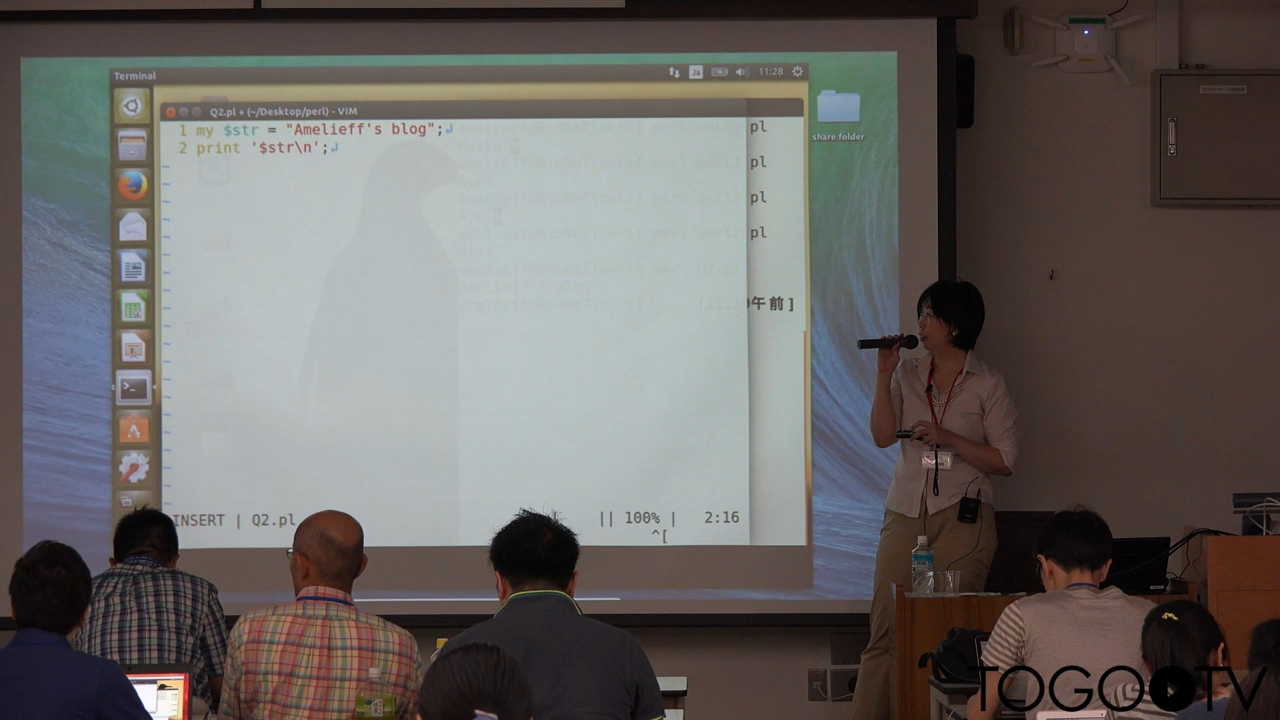 Terminal
Ja
11:28
Q2.pl + (~/Desktop/perl) - VIM
1 my $str = "Amelieff's blog";
2 print '$str\n';
pl
pl
pl
pl
午前]
share folder
INSERT | Q2.pl
|| 100% | 2:16
^[
TOGOTV